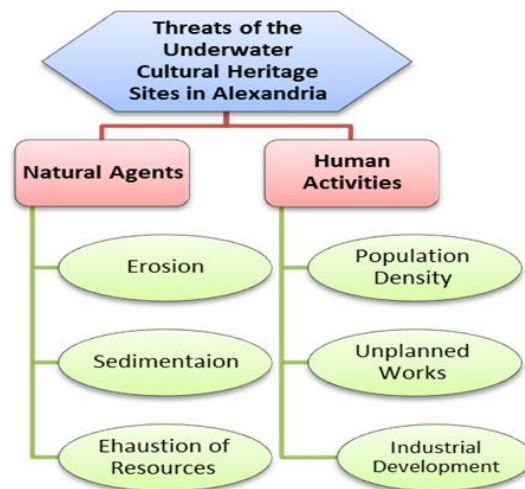 Threats of the
Underwater
Cultural Heritage
Sites in Alexandria
Natural Agents
Human
Activities
Erosion
Population
Density
Sedimentaion
Unplanned
Works
Ehaustion of
Resources
Industrial
Development